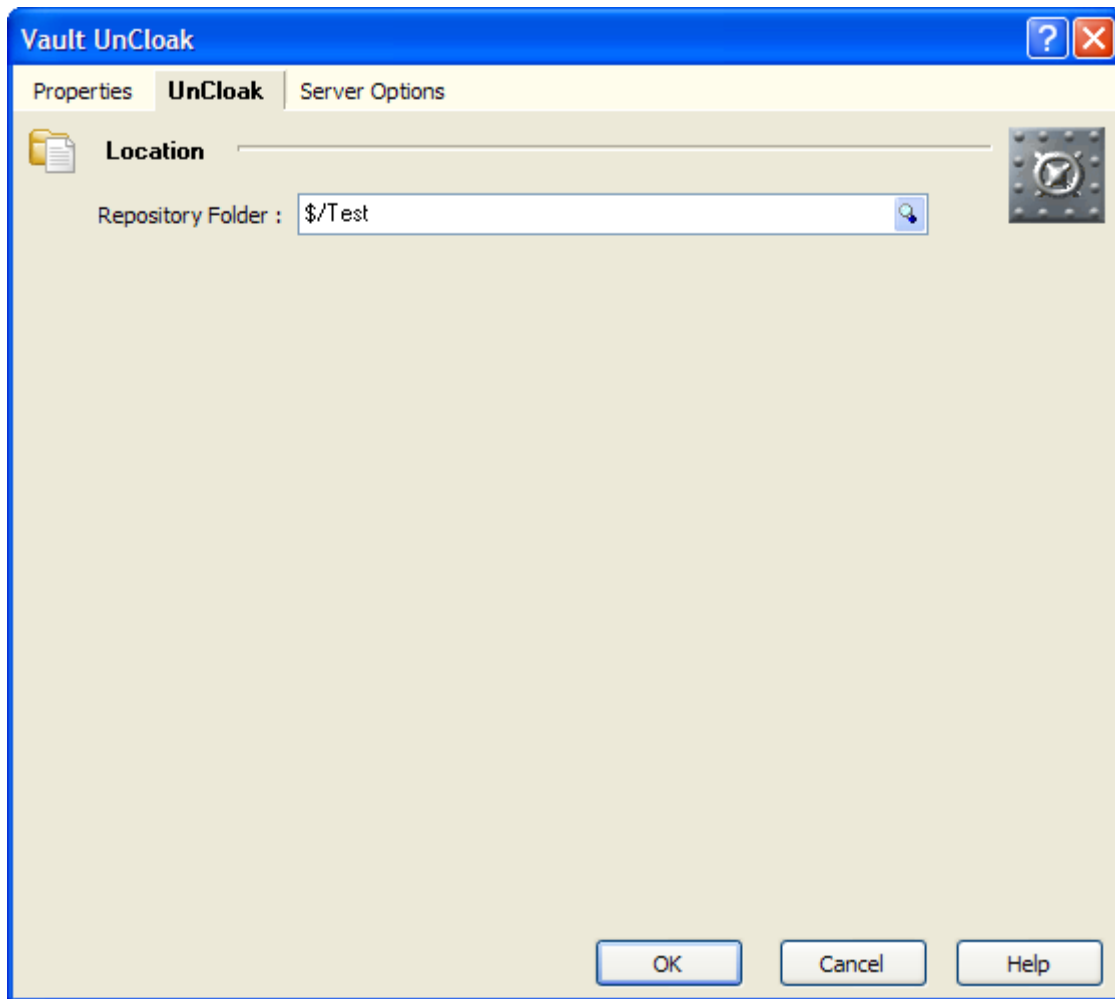 Vault UnCloak
Properties UnCloak Server Options
Location
Repository Folder : $/Test
OK Cancel Help